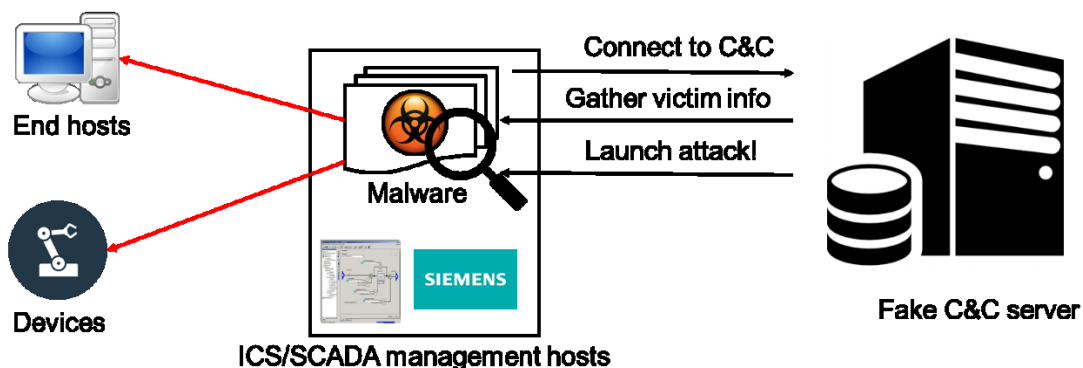 Connect to C&C
Gather victim info
Launch attack!
End hosts
Malware
SIEMENS
Devices
Fake C&C server
ICS/SCADA management hosts